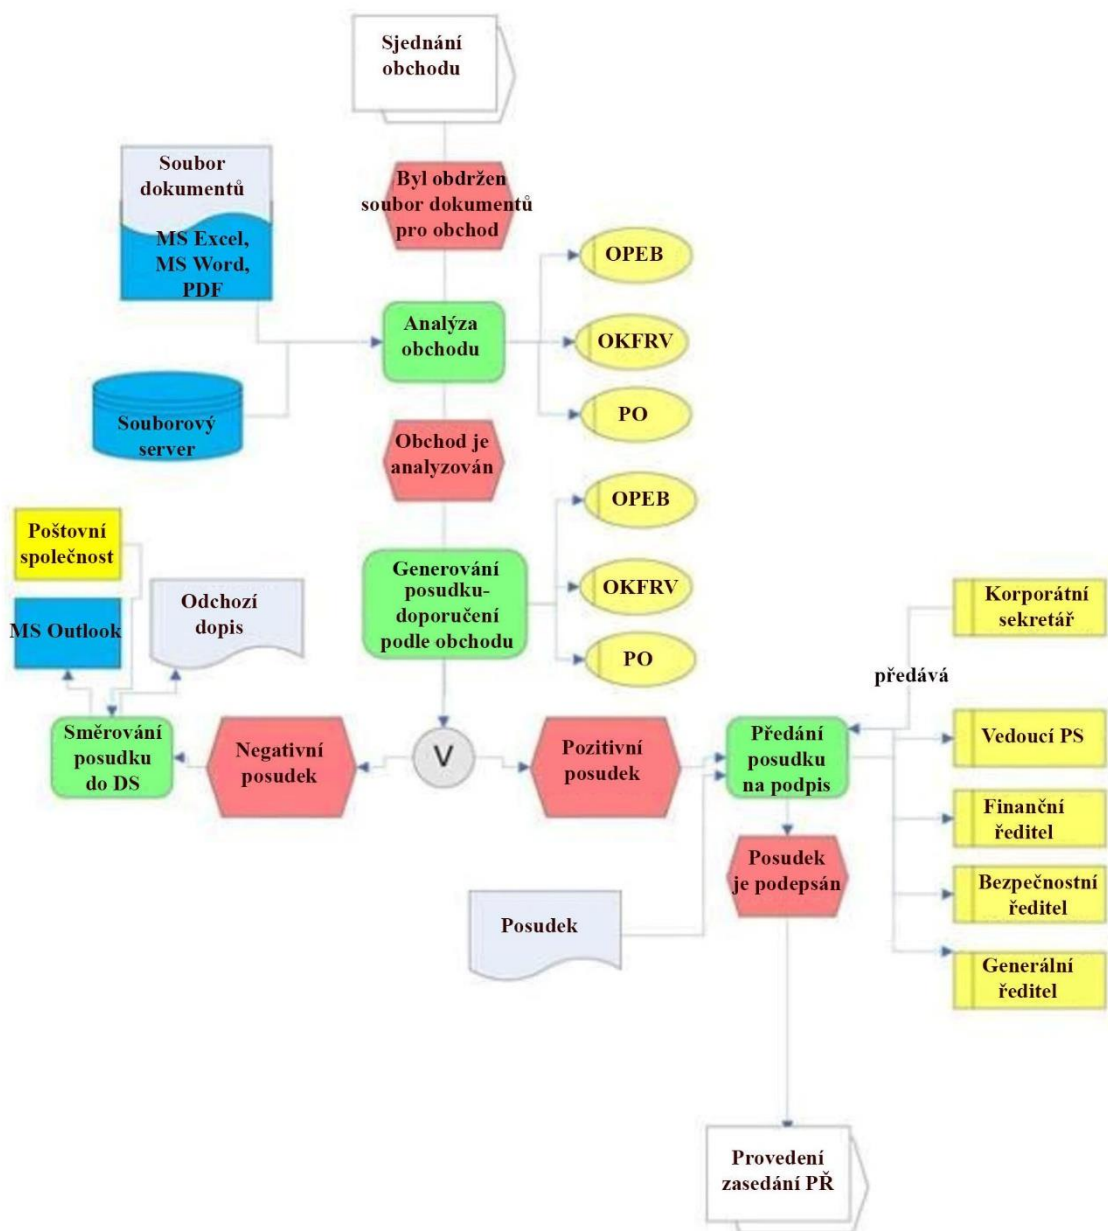 Sjednání
obchodu
Soubor
dokumentů
MS Excel,
MS Word,
PDF
Byl obdržen
soubor dokumentů
pro obchod
OPEB
Analýza
obchodu
OKFRV
PO
Souborový
server
Obchod je
analyzován
OPEB
Poštovní
společnost
Generování
posudku-
doporučení
podle obchodu
OKFRV
PO
MS Outlook
Odchozí
dopis
Korporátní
sekretář
předává
Směrování
posudku
do DS
Negativní
posudek
V
Pozitivní
posudek
Předání
posudku
na podpis
Vedoucí PS
Finanční
ředitel
Posudek
je podepsán
Bezpečnostní
ředitel
Posudek
Generální
ředitel
Provedení
zasedání PŘ